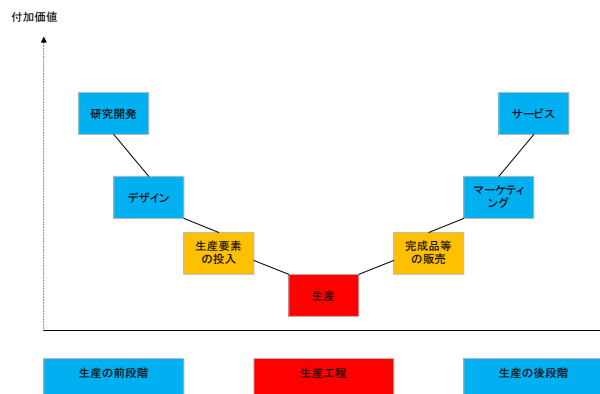 付加価値
研究開発
サービス
デザイン
マーケティ
ング
生産要素
の投入
完成品等
の販売
生産
生産の前段階
生産工程
生産の後段階